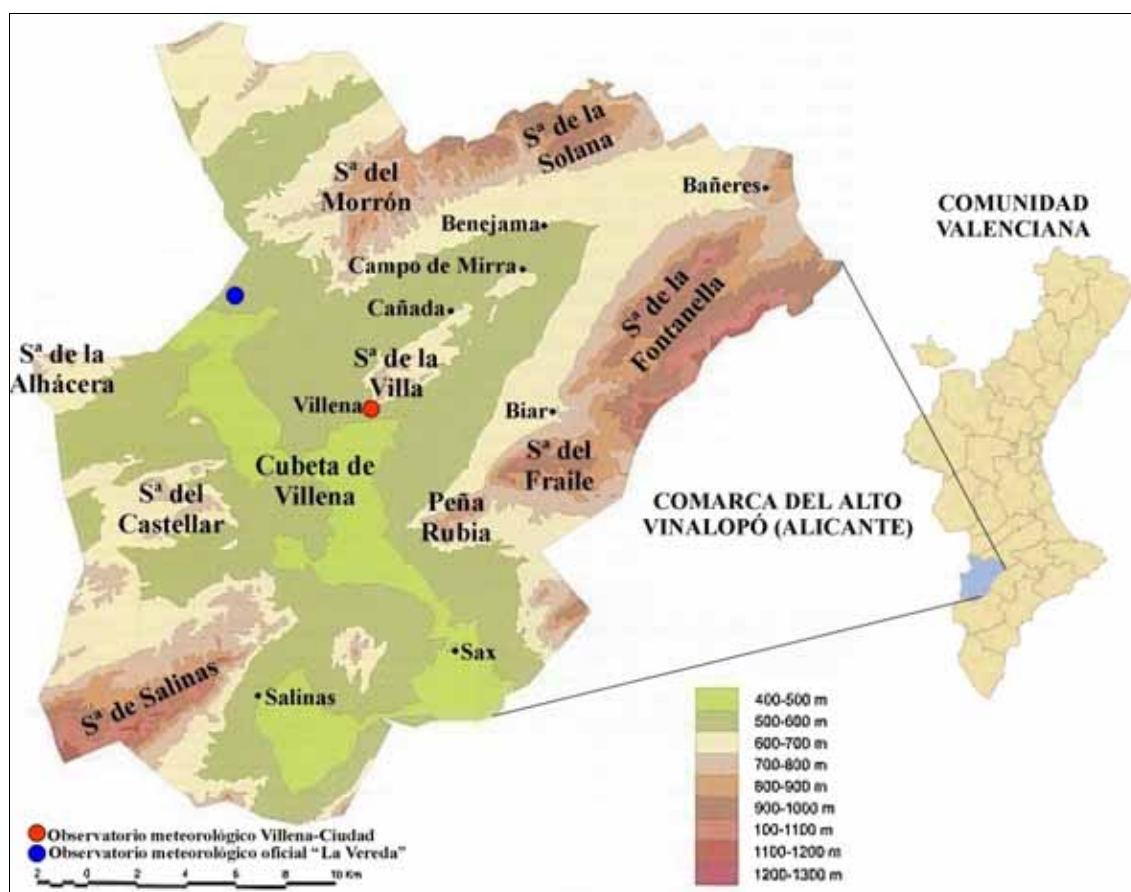 Sª de la
Solana
Sª del
Morrón
Bañeres
COMUNIDAD
VALENCIANA
Benejama
Campo de Mirra
Cañada
Sª de la
Fontanella
Sª de la
Alhácera
Sª de la
Villa
Villena
Biar
Cubeta de
Villena
Sª del
Fraile
Sª del
Castellar
Peña
Rubia
COMARCA DEL ALTO
VINALOPÓ (ALICANTE)
Sax
Sª de Salinas
Salinas
400-500 m
500-600 m
600-700 m
700-800 m
800-900 m
900-1000 m
100-1100 m
1100-1200 m
1200-1300 m
Observatorio meteorológico Villena-Ciudad
Observatorio meteorológico oficial "La Vereda"
2 0 2 4 6 8 10 Km